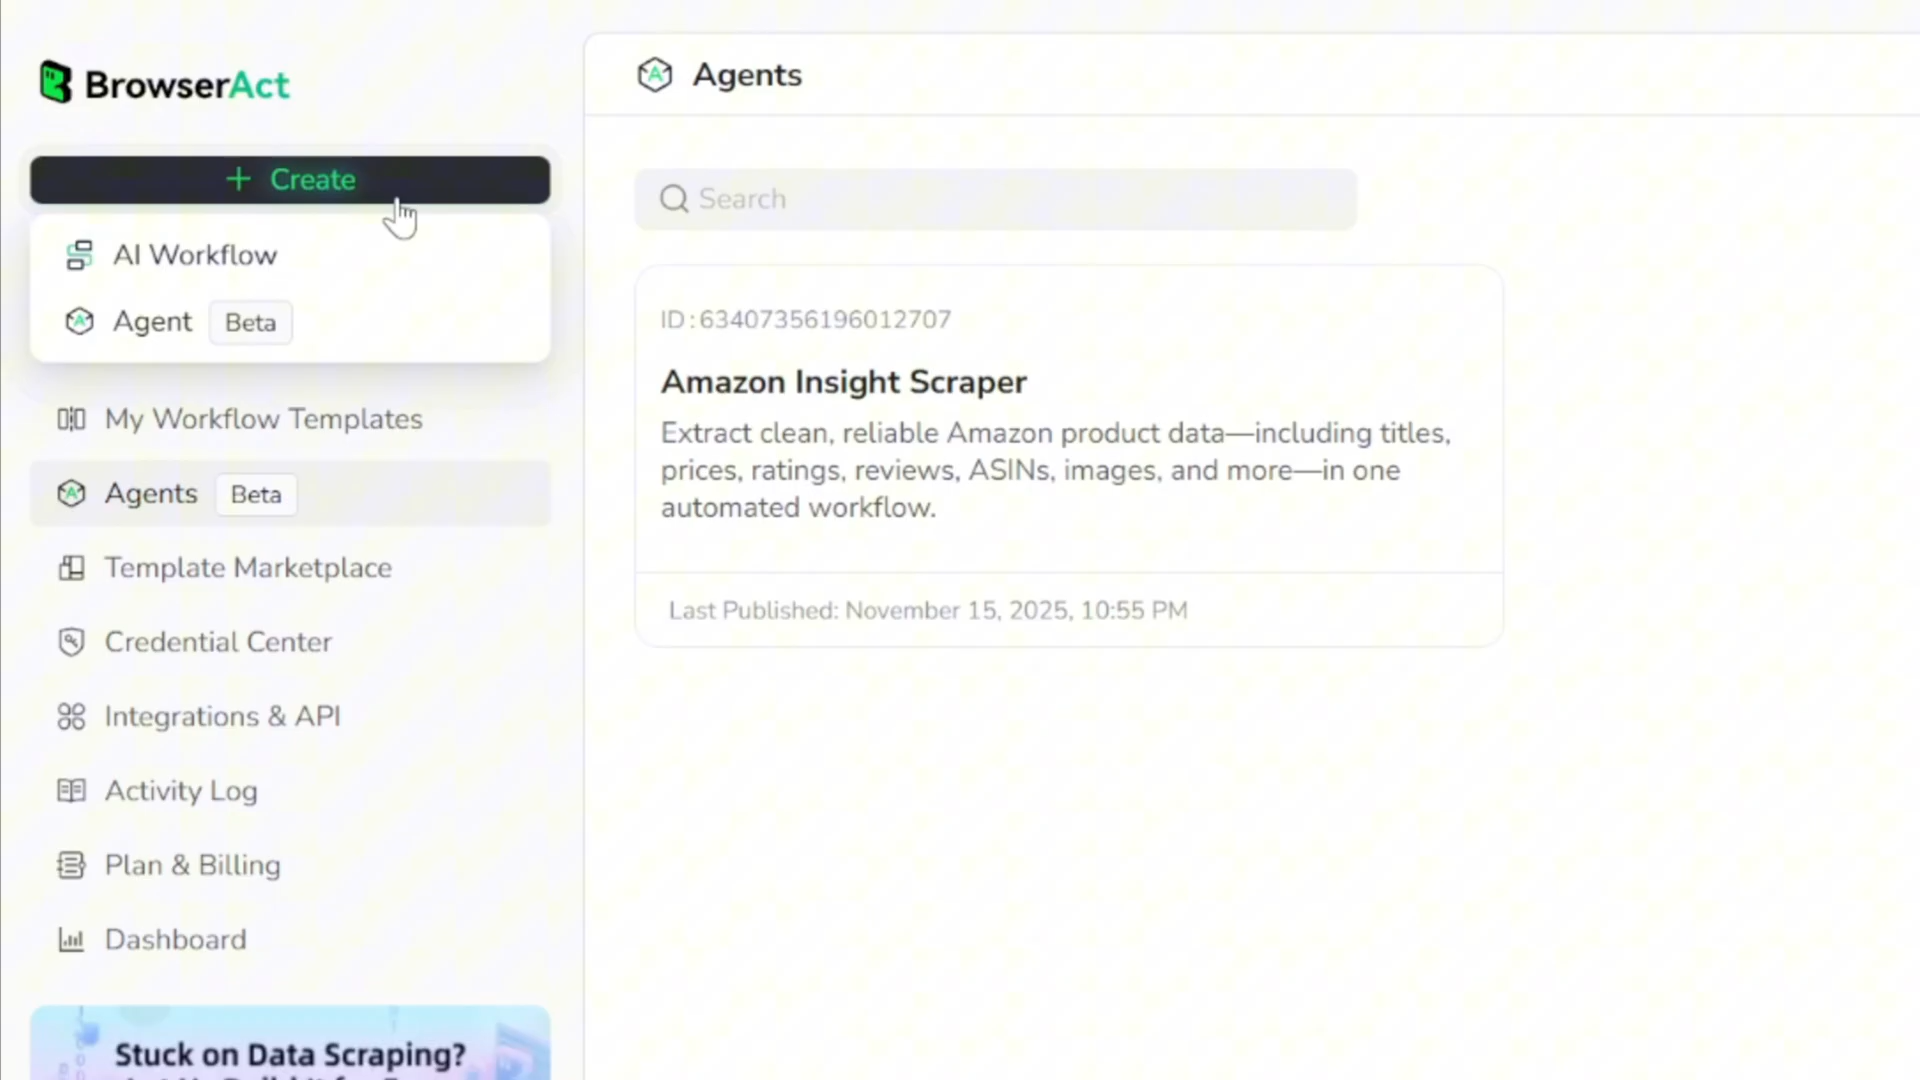 BrowserAct
+ Create
AI Workflow
Agent Beta
My Workflow Templates
Agents Beta
Template Marketplace
Credential Center
Integrations & API
Activity Log
Plan & Billing
Dashboard
Stuck on Data Scraping?
Agents
Search
ID:63407356196012707
Amazon Insight Scraper
Extract clean, reliable Amazon product data—including titles,
prices, ratings, reviews, ASINs, images, and more—in one
automated workflow.
Last Published: November 15, 2025, 10:55 PM